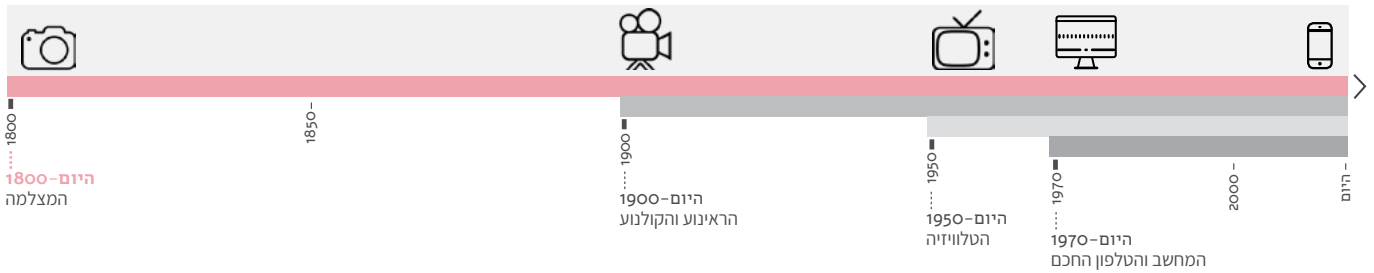 1800
1850
1900
1950
1970
2000
היום
1800-היום
המצלמה
1900-היום
הראינוע והקולנוע
1950-היום
הטלוויזיה
1970-היום
המחשב והטלפון החכם